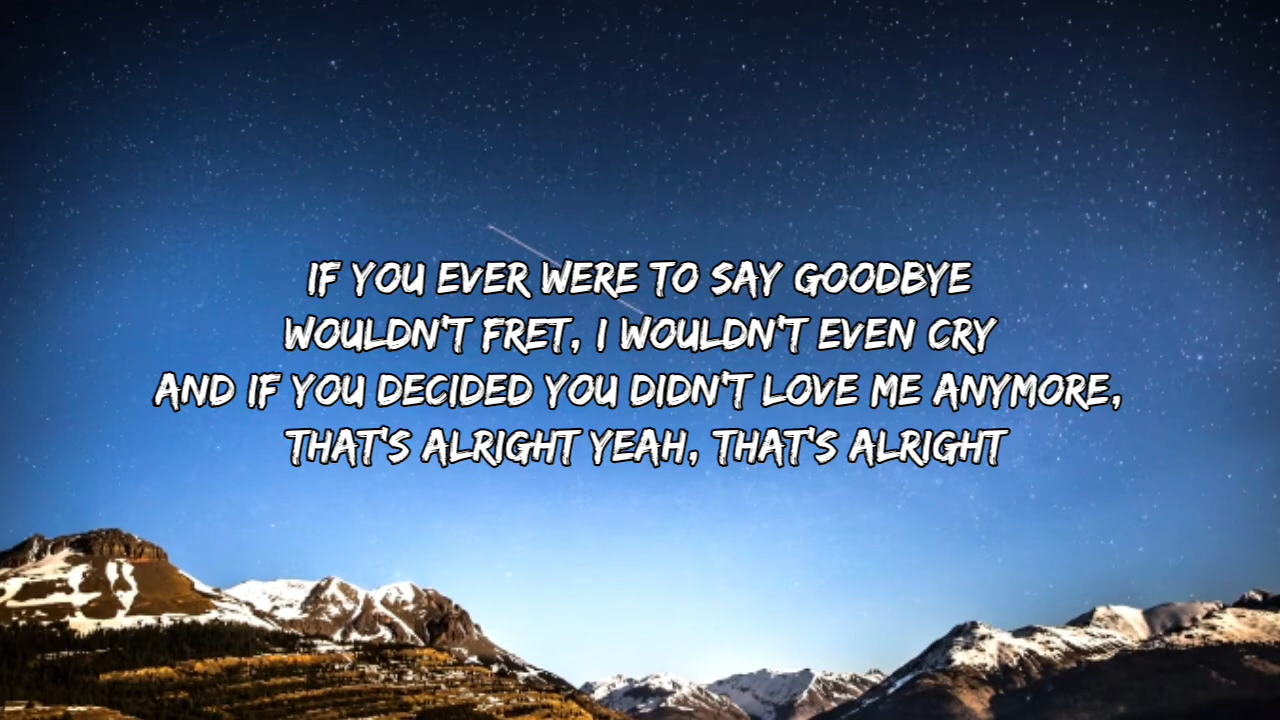 IF YOU EVER WERE TO SAY GOODBYE
WOULDN'T FRET, I WOULDN'T EVEN CRY
AND IF YOU DECIDED YOU DIDN'T LOVE ME ANYMORE,
THAT'S ALRIGHT YEAH, THAT'S ALRIGHT